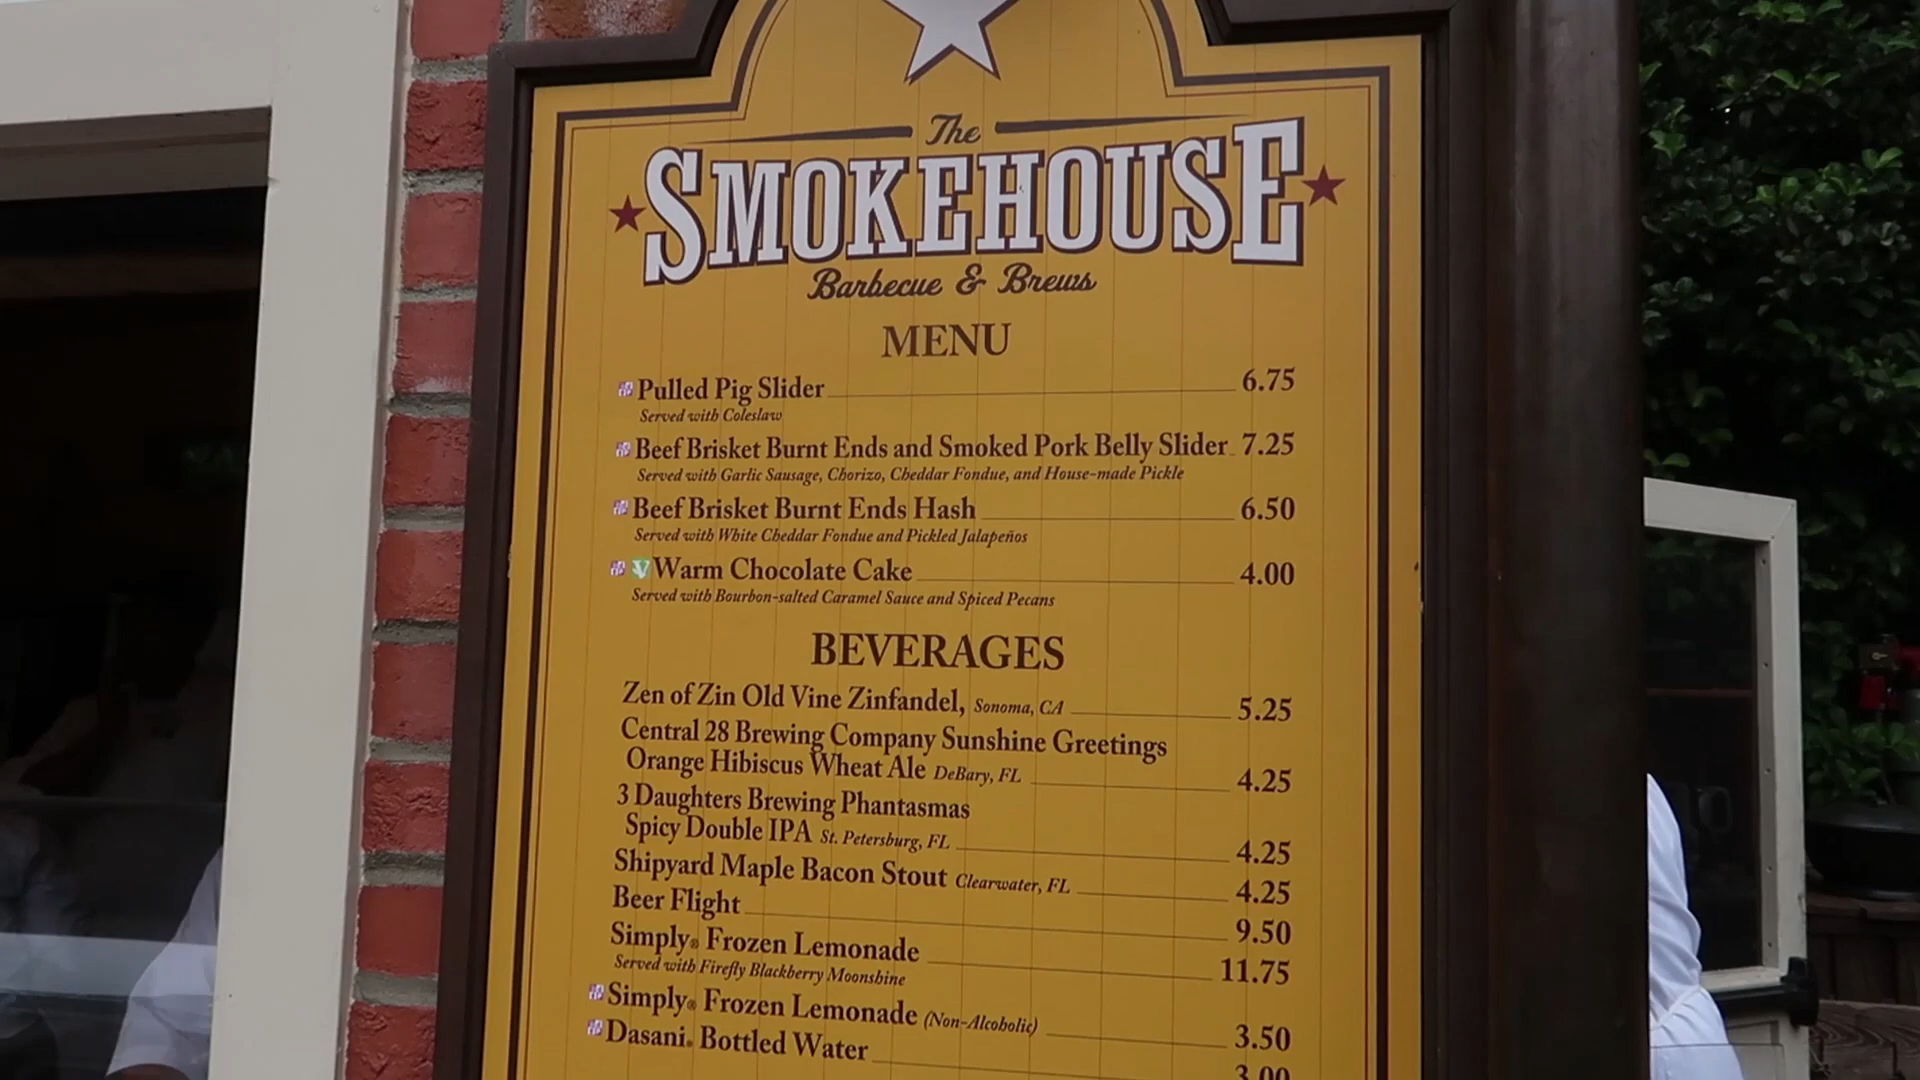 The
SMOKEHOUSE
Barbecue & Brews
MENU
Pulled Pig Slider 6.75
Served with Coleslaw
Beef Brisket Burnt Ends and Smoked Pork Belly Slider 7.25
Served with Garlic Sausage, Chorizo, Cheddar Fondue, and House-made Pickle
Beef Brisket Burnt Ends Hash 6.50
Served with White Cheddar Fondue and Pickled Jalapeños
V Warm Chocolate Cake 4.00
Served with Bourbon-salted Caramel Sauce and Spiced Pecans
BEVERAGES
Zen of Zin Old Vine Zinfandel, Sonoma, CA 5.25
Central 28 Brewing Company Sunshine Greetings
Orange Hibiscus Wheat Ale DeBary, FL 4.25
3 Daughters Brewing Phantasmas
Spicy Double IPA St. Petersburg, FL 4.25
Shipyard Maple Bacon Stout Clearwater, FL 4.25
Beer Flight 9.50
Simply® Frozen Lemonade 11.75
Served with Firefly Blackberry Moonshine
Simply® Frozen Lemonade (Non-Alcoholic) 3.50
Dasani® Bottled Water 3.00